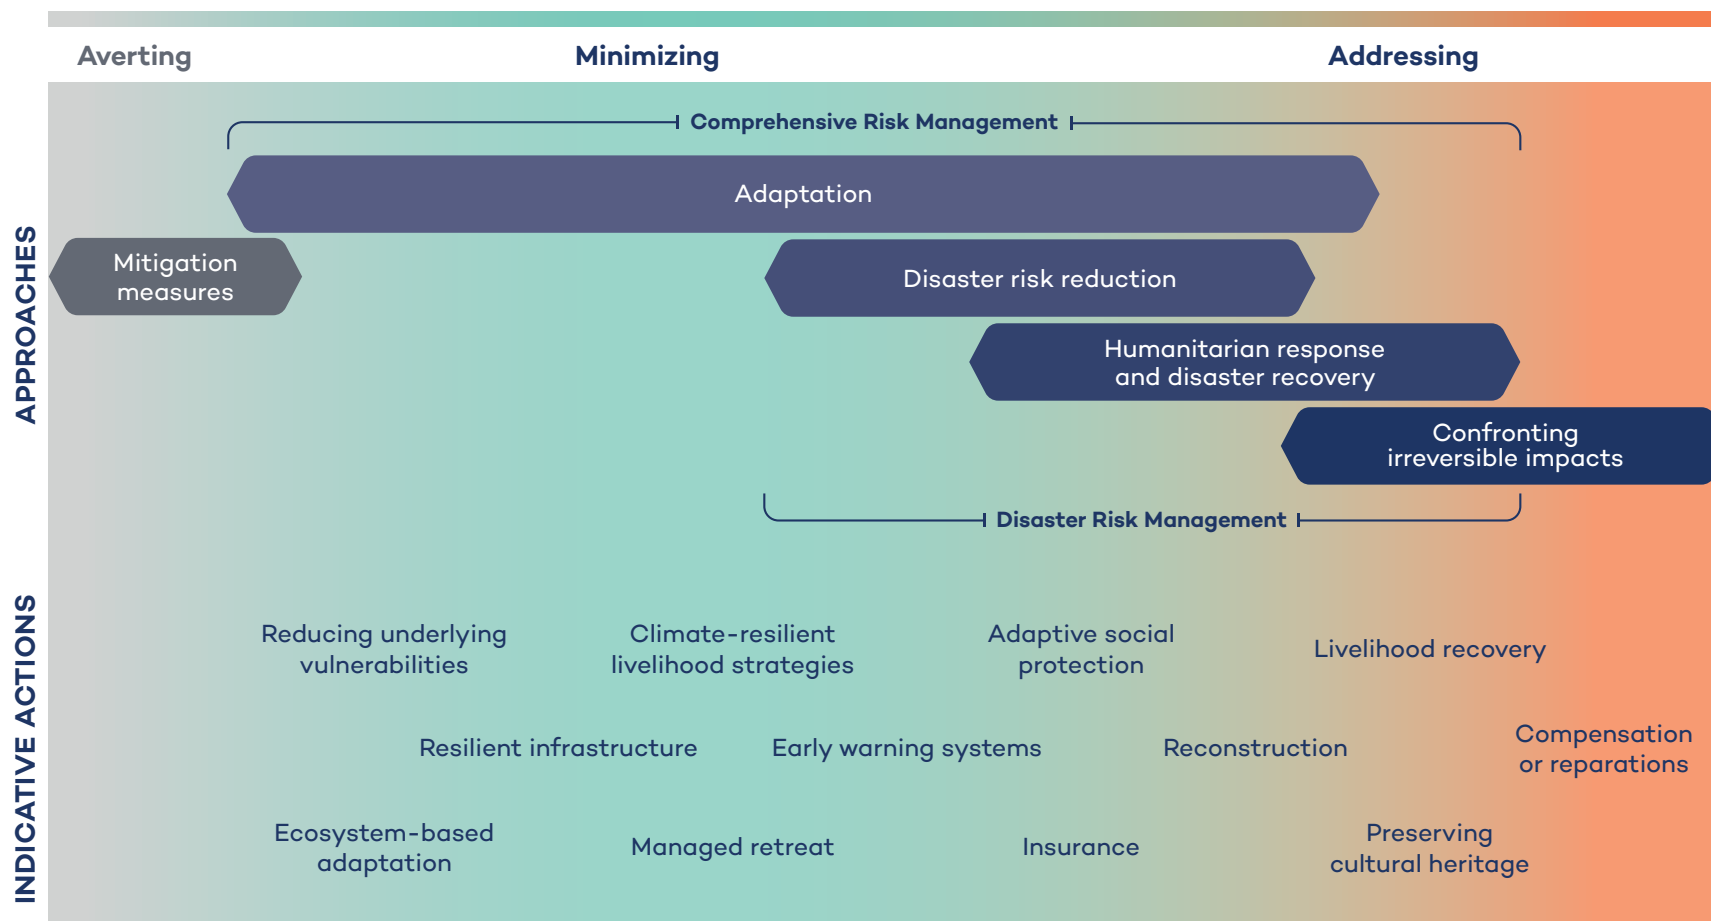 Averting
Minimizing
Addressing
Comprehensive Risk Management
Adaptation
APPROACHES
Mitigation
measures
Disaster risk reduction
Humanitarian response
and disaster recovery
Confronting
irreversible impacts
Disaster Risk Management
INDICATIVE ACTIONS
Reducing underlying
vulnerabilities
Climate-resilient
livelihood strategies
Adaptive social
protection
Livelihood recovery
Resilient infrastructure
Early warning systems
Reconstruction
Compensation
or reparations
Ecosystem-based
adaptation
Managed retreat
Insurance
Preserving
cultural heritage